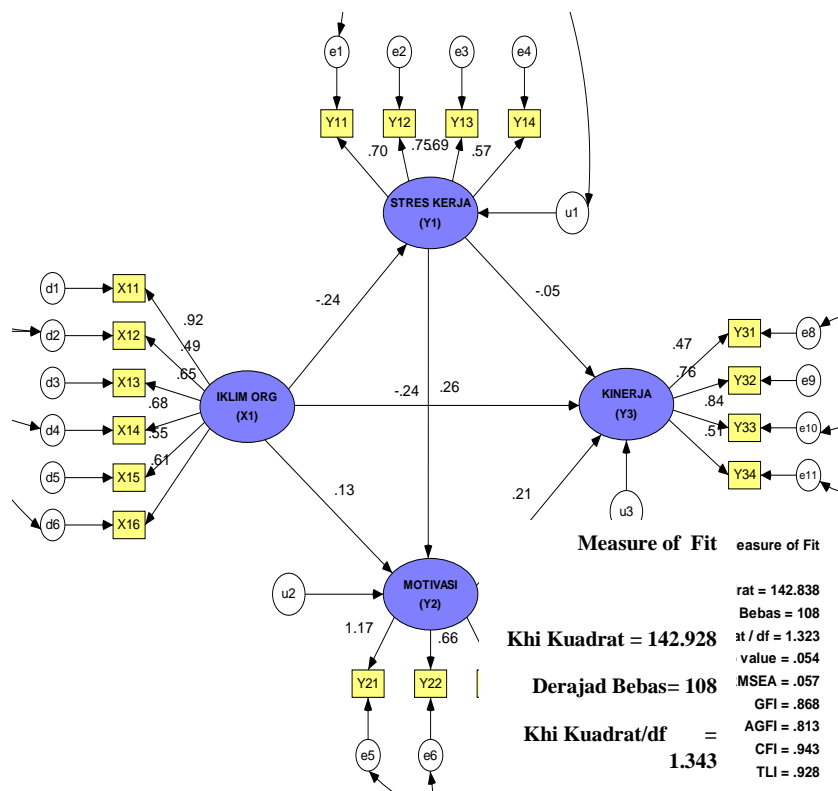 e1
e2
e3
e4
Y11
Y12
Y13
Y14
.70
.75
.69
.57
STRES KERJA
(Y1)
u1
d1
X11
d2
X12
d3
X13
d4
X14
d5
X15
d6
X16
.92
.49
.65
.68
.55
.61
IKLIM ORG
(X1)
-.24
-.05
-.24
.26
.13
.21
KINERJA
(Y3)
.47
.76
.84
.51
Y31
e8
Y32
e9
Y33
e10
Y34
e11
u3
u2
MOTIVASI
(Y2)
1.17
.66
Y21
Y22
e5
e6
Measure of Fit
Khi Kuadrat = 142.928
Derajad Bebas= 108
Khi Kuadrat/df =
1.343
easure of Fit
rat = 142.838
Bebas = 108
at / df = 1.323
value = .054
MSEA = .057
GFI = .868
AGFI = .813
CFI = .943
TLI = .928